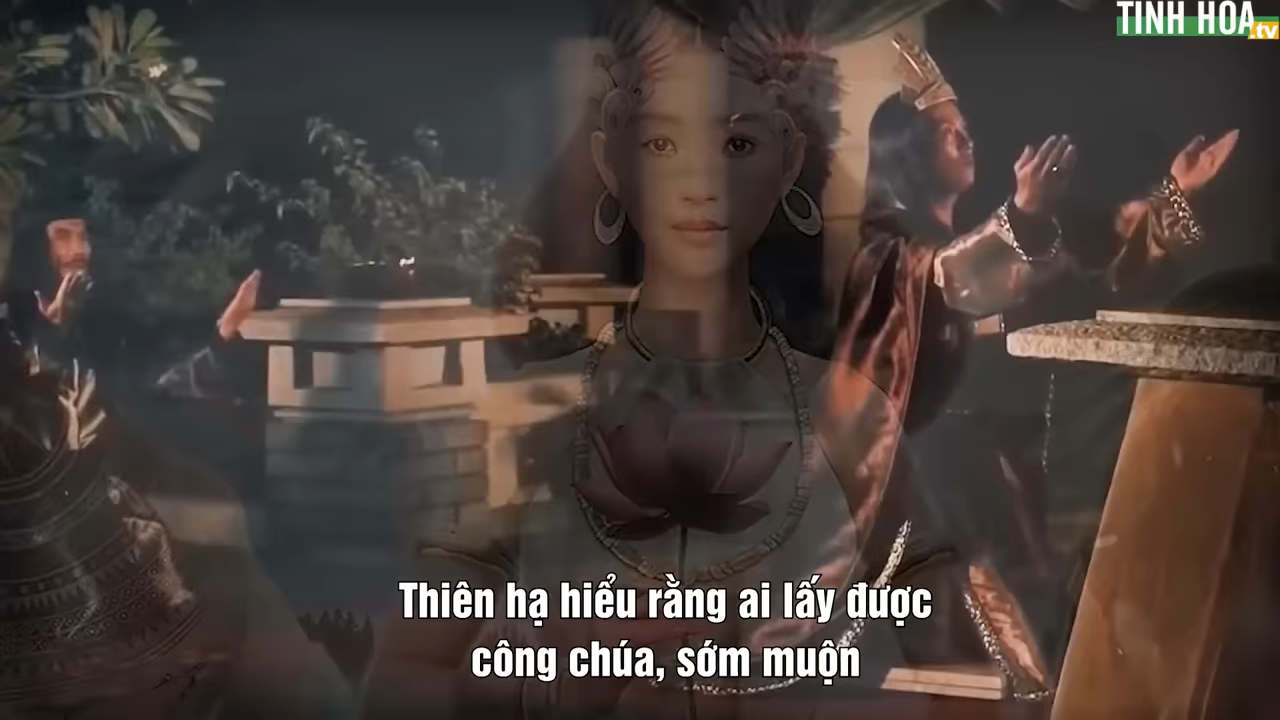 TINH HOA
.tv
Thiên hạ hiểu rằng ai lấy được
công chúa, sớm muộn